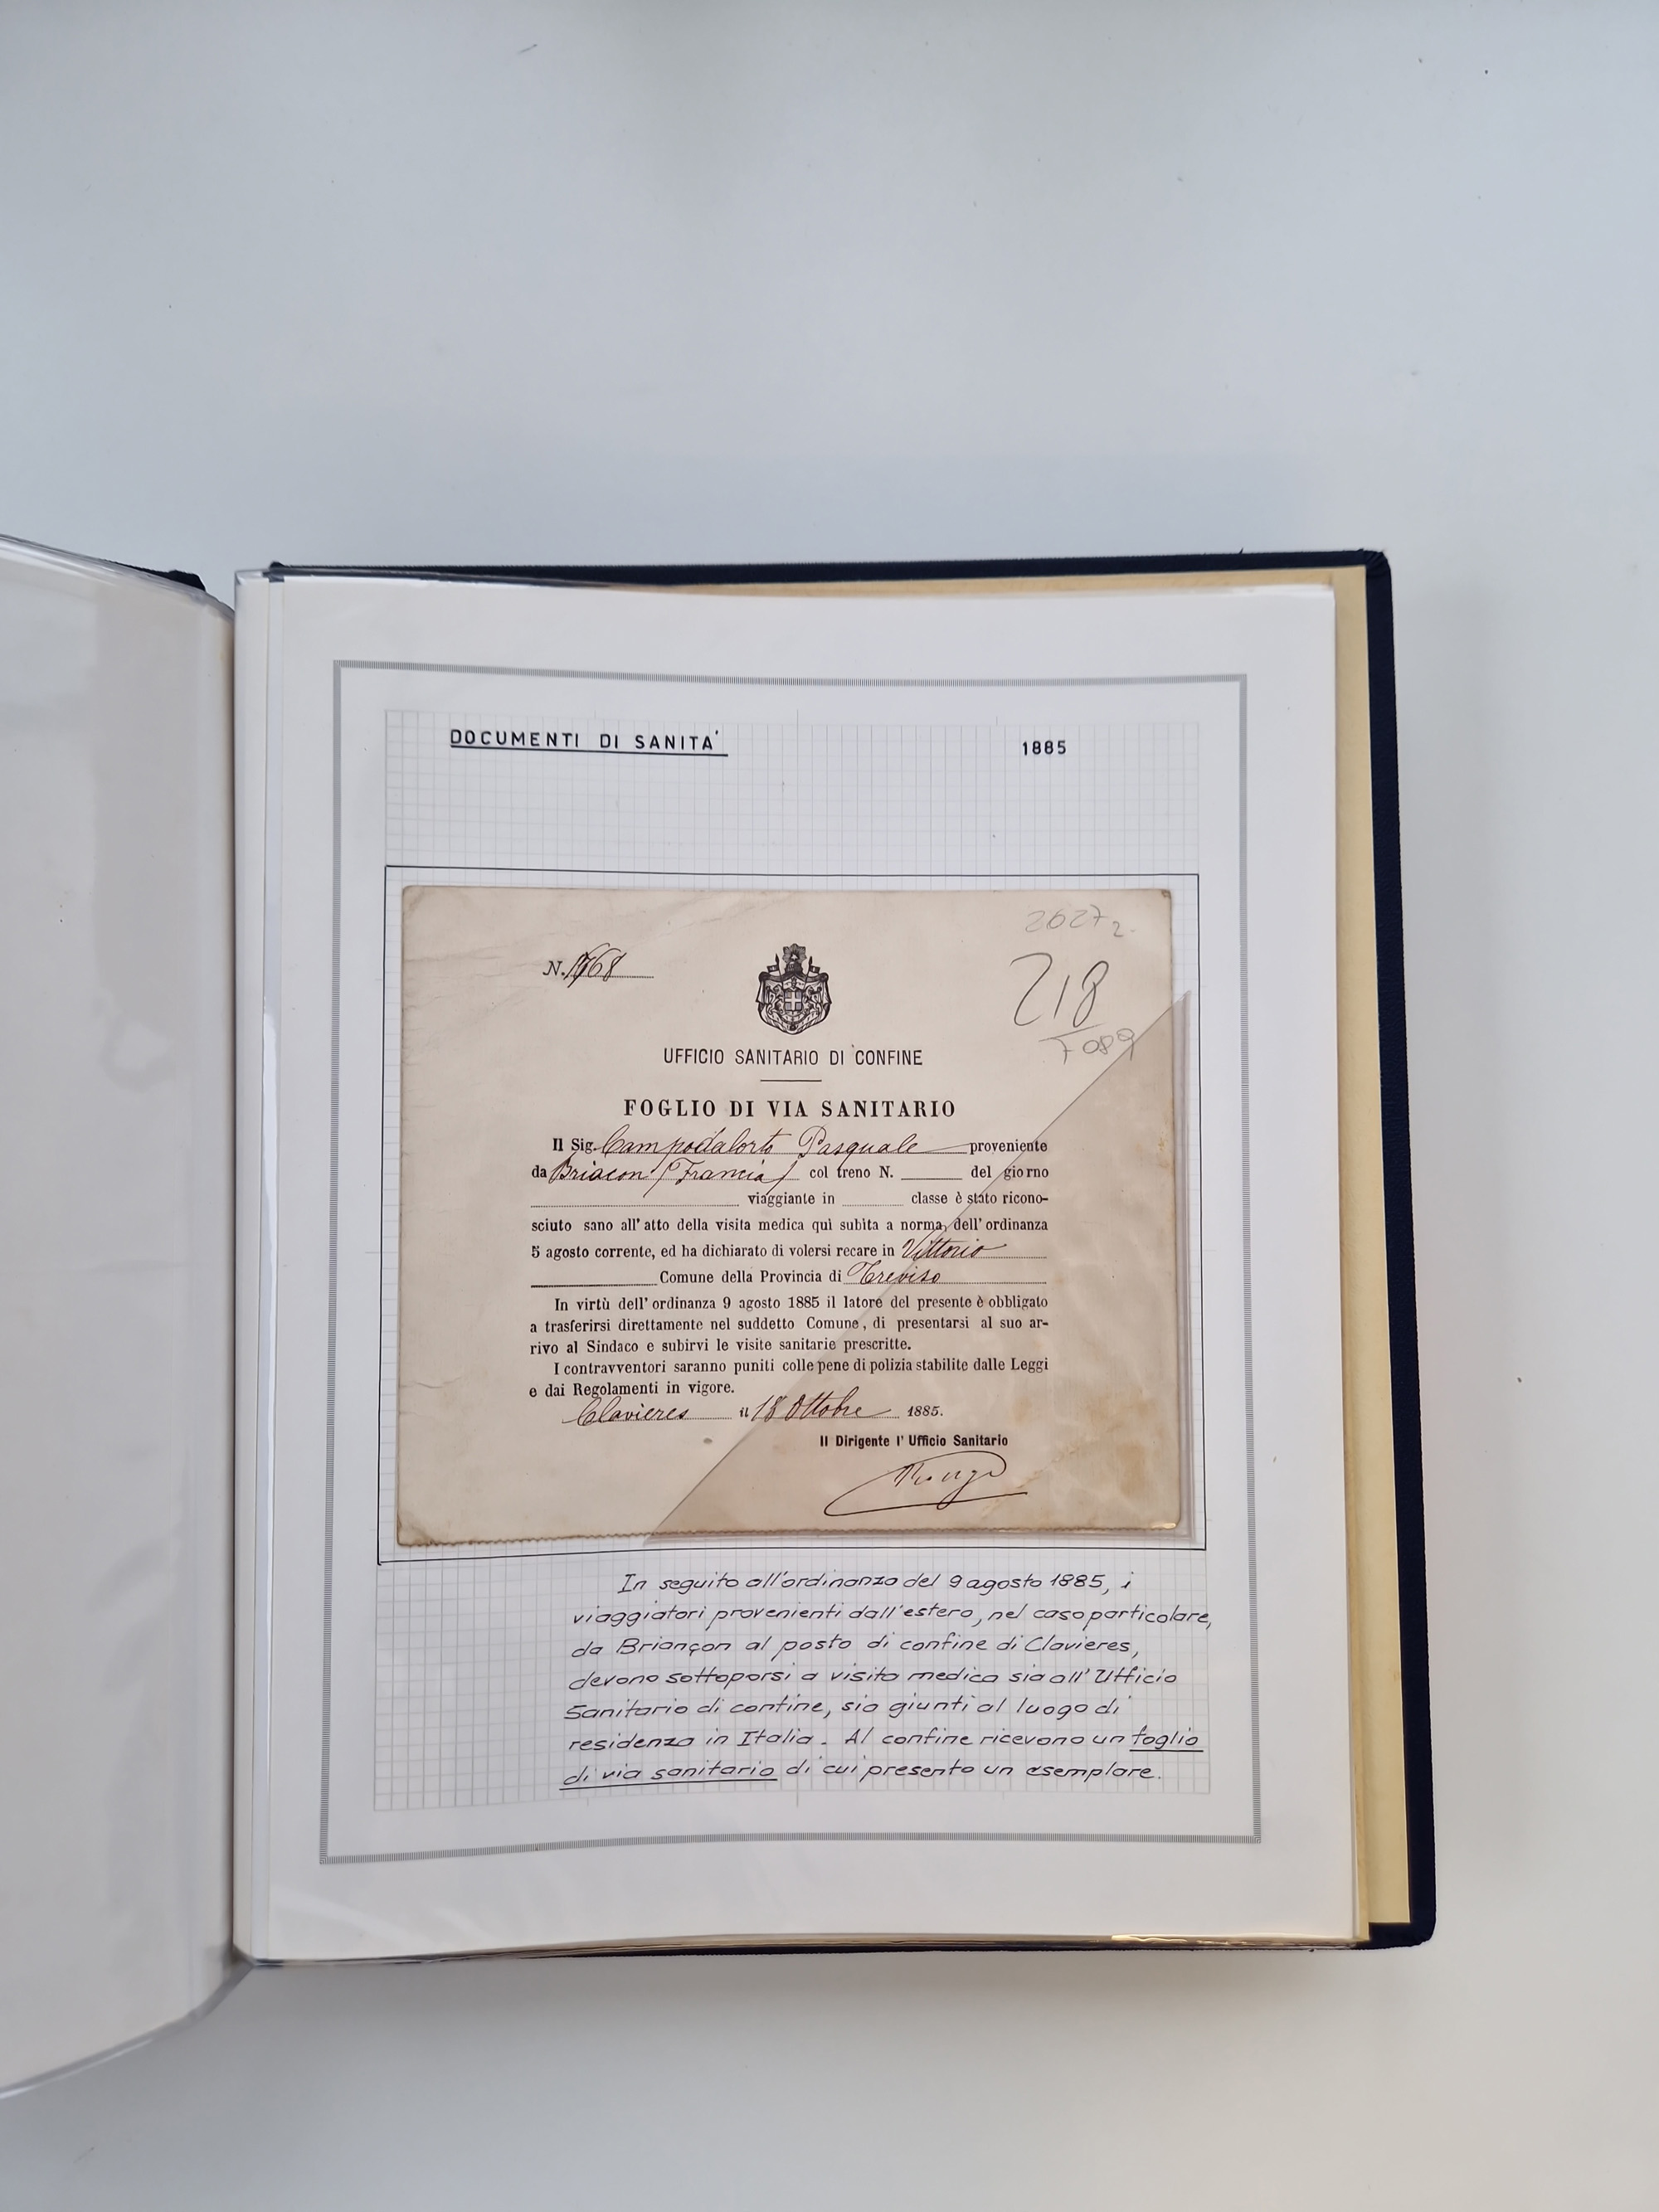 DOCUMENTI DI SANITA' 1885
2627 2.
N. 1768
218
7089
UFFICIO SANITARIO DI CONFINE
FOGLIO DI VIA SANITARIO
Il Sig. Campodalorto Pasquale proveniente
da Briacon (Francia) col treno N. del giorno
viaggiante in classe è stato ricono-
sciuto sano all'atto della visita medica qui subita a norma dell'ordinanza
5 agosto corrente, ed ha dichiarato di volersi recare in Vittorio
Comune della Provincia di Treviso
In virtù dell'ordinanza 9 agosto 1885 il latore del presente è obbligato
a trasferirsi direttamente nel suddetto Comune, di presentarsi al suo ar-
rivo al Sindaco e subirvi le visite sanitarie prescritte.
I contravventori saranno puniti colle pene di polizia stabilite dalle Leggi
e dai Regolamenti in vigore.
Clavieres il 18 Ottobre 1885.
Il Dirigente l'Ufficio Sanitario
In seguito all'ordinanza del 9 agosto 1885, i
viaggiatori provenienti dall'estero, nel caso particolare,
da Briançon al posto di confine di Clavieres,
devono sottoporsi a visita medica sia all'Ufficio
Sanitario di confine, sia giunti al luogo di
residenza in Italia. Al confine ricevono un foglio
di via sanitario di cui presento un esemplare.